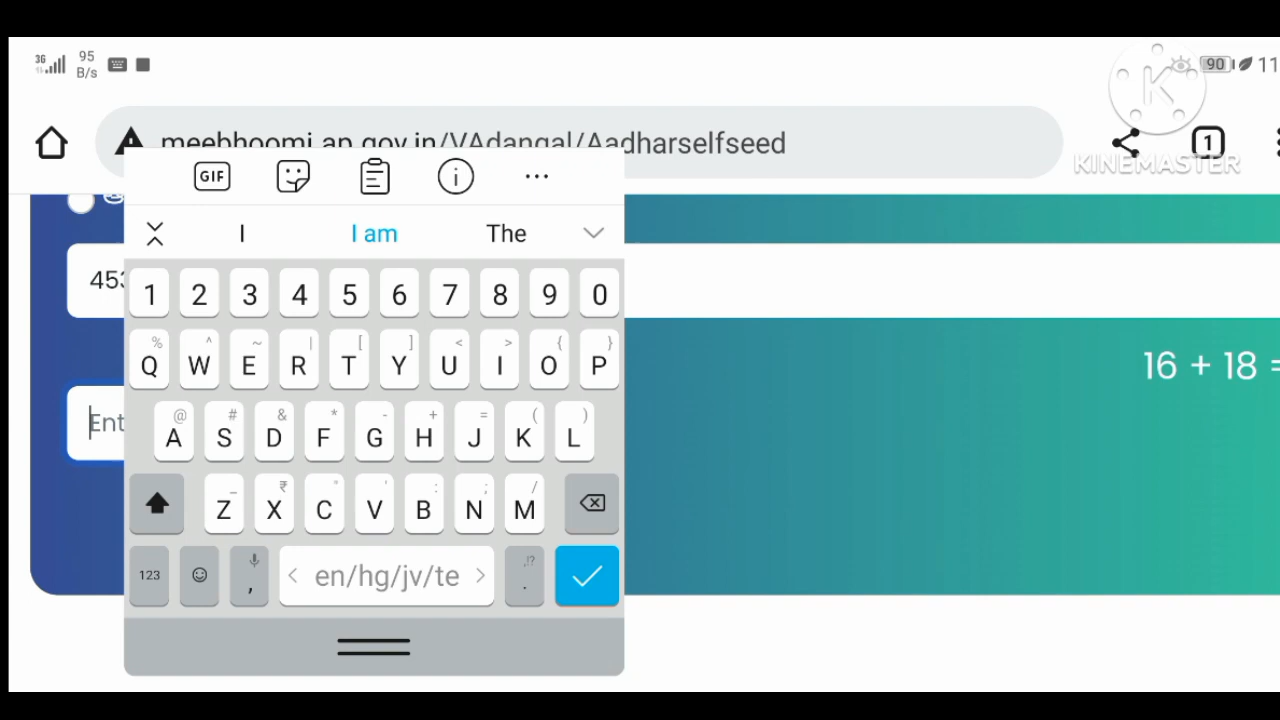 3G 95 B/s 90 11
meebhoomi.ap.gov.in/VAdangal/Aadharselfseed 1
KINEMASTER
GIF
I I am The
453
1 2 3 4 5 6 7 8 9 0
% ^ ~ | [ ] < > { }
Q W E R T Y U I O P
16 + 18 =
@ # & * - + = ( )
A S D F G H J K L
Ent
_ ₹ " ' : ; /
Z X C V B N M
123 , < en/hg/jv/te > ,!? .